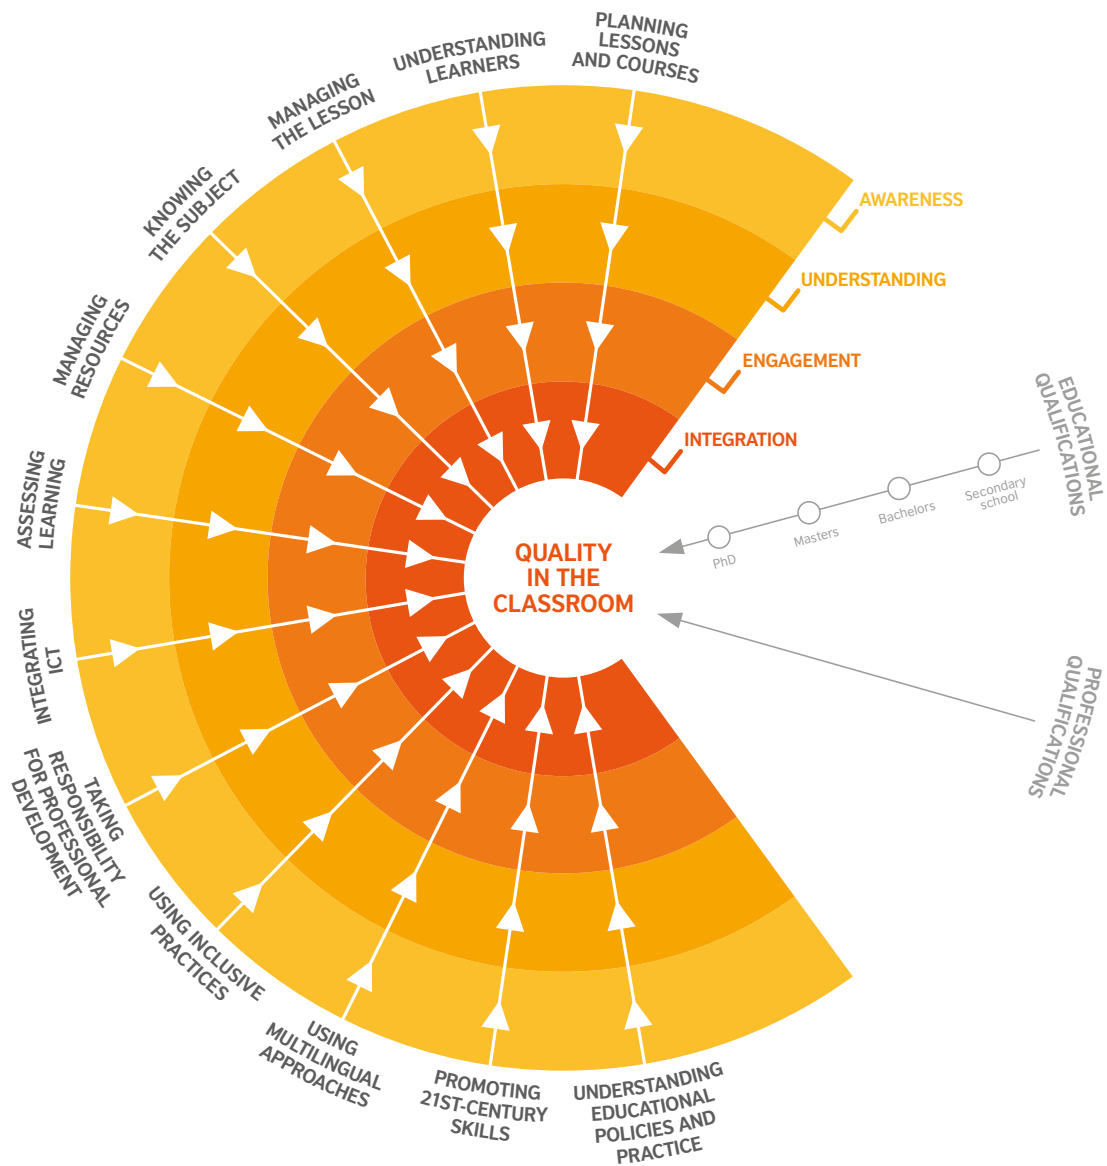 PLANNING
LESSONS
AND COURSES
UNDERSTANDING
LEARNERS
MANAGING
THE LESSON
KNOWING
THE SUBJECT
MANAGING
RESOURCES
ASSESSING
LEARNING
INTEGRATING
ICT
TAKING
RESPONSIBILITY
FOR PROFESSIONAL
DEVELOPMENT
USING INCLUSIVE
PRACTICES
USING
MULTILINGUAL
APPROACHES
PROMOTING
21ST-CENTURY
SKILLS
UNDERSTANDING
EDUCATIONAL
POLICIES AND
PRACTICE
AWARENESS
UNDERSTANDING
ENGAGEMENT
INTEGRATION
QUALITY
IN THE
CLASSROOM
EDUCATIONAL
QUALIFICATIONS
Secondary
school
Bachelors
Masters
PhD
PROFESSIONAL
QUALIFICATIONS